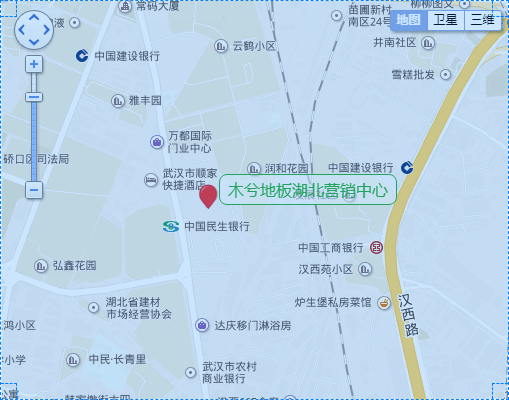 常码大厦
苗圃新村
南区24号
柳柳图文
地图
卫星
三维
井南社区
云鹤小区
中国建设银行
雪糕批发
雅丰园
万都国际
门业中心
硚口区司法局
武汉市顺家
快捷酒店
润和花园
中国建设银行
木兮地板湖北营销中心
中国民生银行
中国工商银行
弘鑫花园
汉西苑小区
湖北省建材
市场经营协会
炉生堡私房菜馆
汉西路
鸿小区
达庆移门淋浴房
小学
中民·长青里
武汉市农村
商业银行